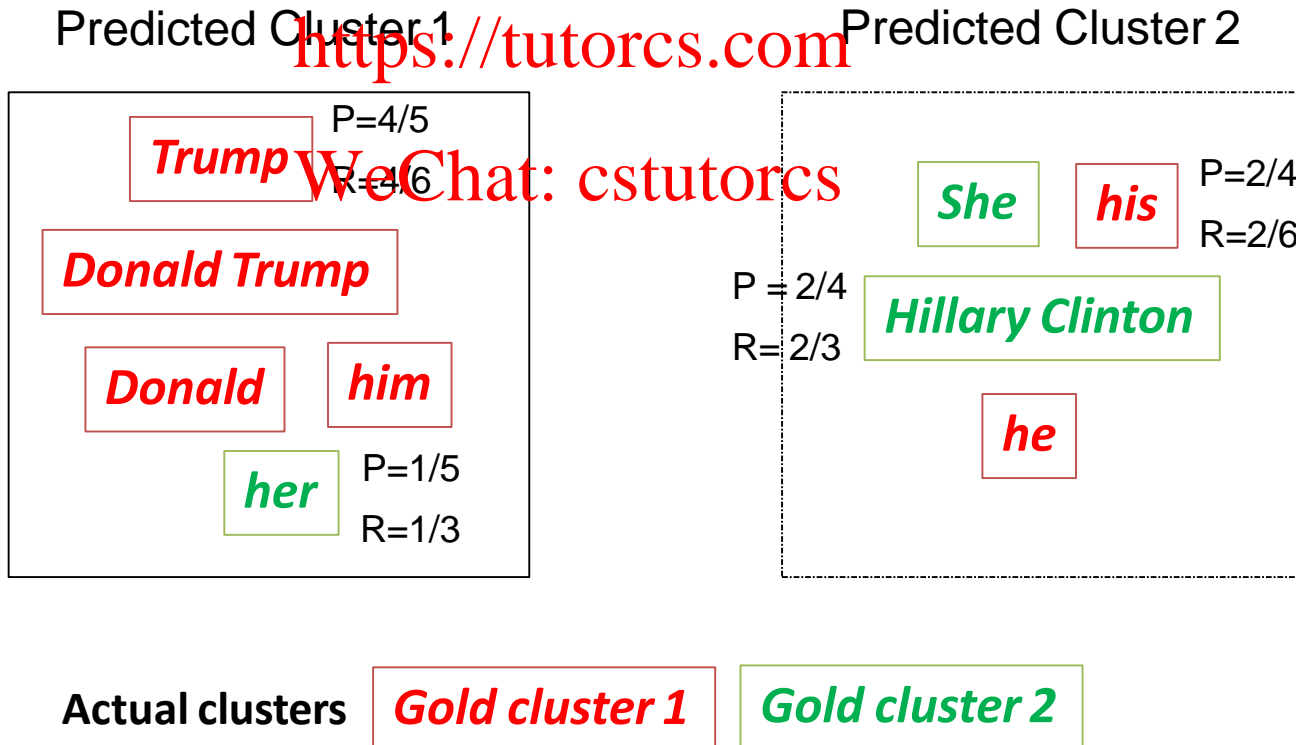 Predicted Cluster 1
https://tutorcs.com
Predicted Cluster 2
Trump
P=4/5
R=4/6
WeChat: cstutorcs
Donald Trump
Donald
him
her
P=1/5
R=1/3
She
his
P=2/4
R=2/6
P = 2/4
R= 2/3
Hillary Clinton
he
Actual clusters
Gold cluster 1
Gold cluster 2